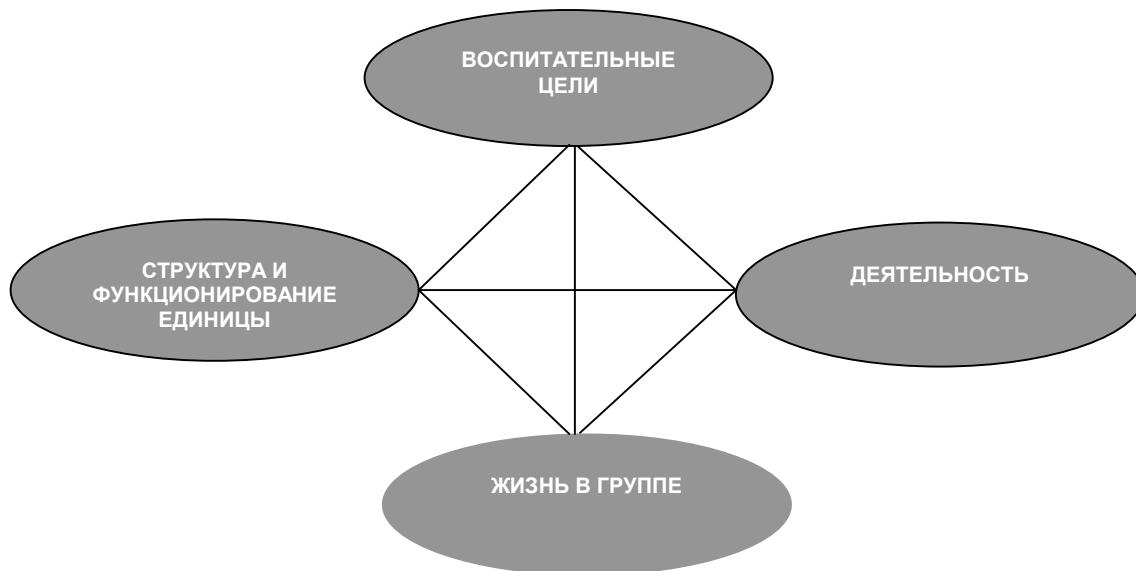 ВОСПИТАТЕЛЬНЫЕ
ЦЕЛИ
СТРУКТУРА И
ФУНКЦИОНИРОВАНИЕ
ЕДИНИЦЫ
ДЕЯТЕЛЬНОСТЬ
ЖИЗНЬ В ГРУППЕ